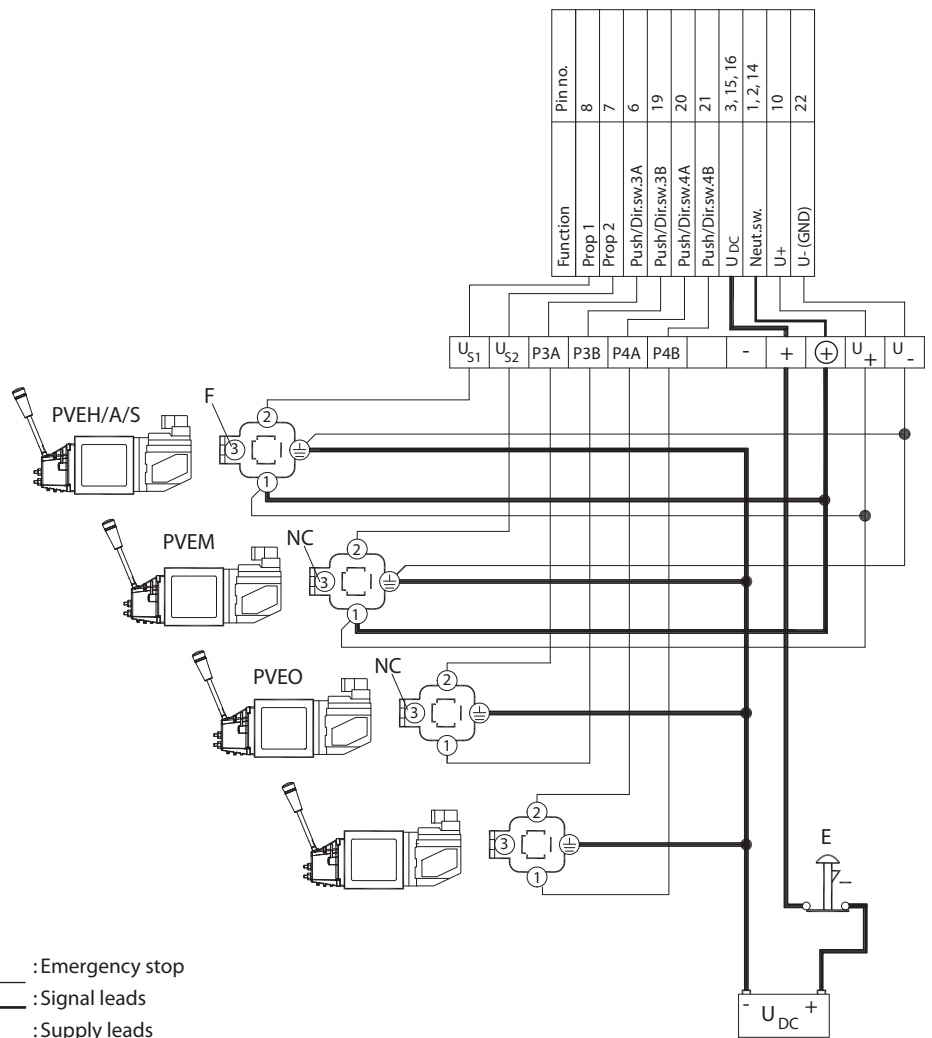 Function Pin no.
Prop 1 8
Prop 2 7
Push/Dir.sw.3A 6
Push/Dir.sw.3B 19
Push/Dir.sw.4A 20
Push/Dir.sw.4B 21
U DC 3, 15, 16
Neut.sw. 1, 2, 14
U+ 10
U- (GND) 22
US1 US2 P3A P3B P4A P4B - + + U+ U-
PVEH/A/S
F
2
3
1
PVEM
NC
2
3
1
PVEO
NC
2
3
1
2
3
1
E
: Emergency stop
: Signal leads
: Supply leads
- U DC +